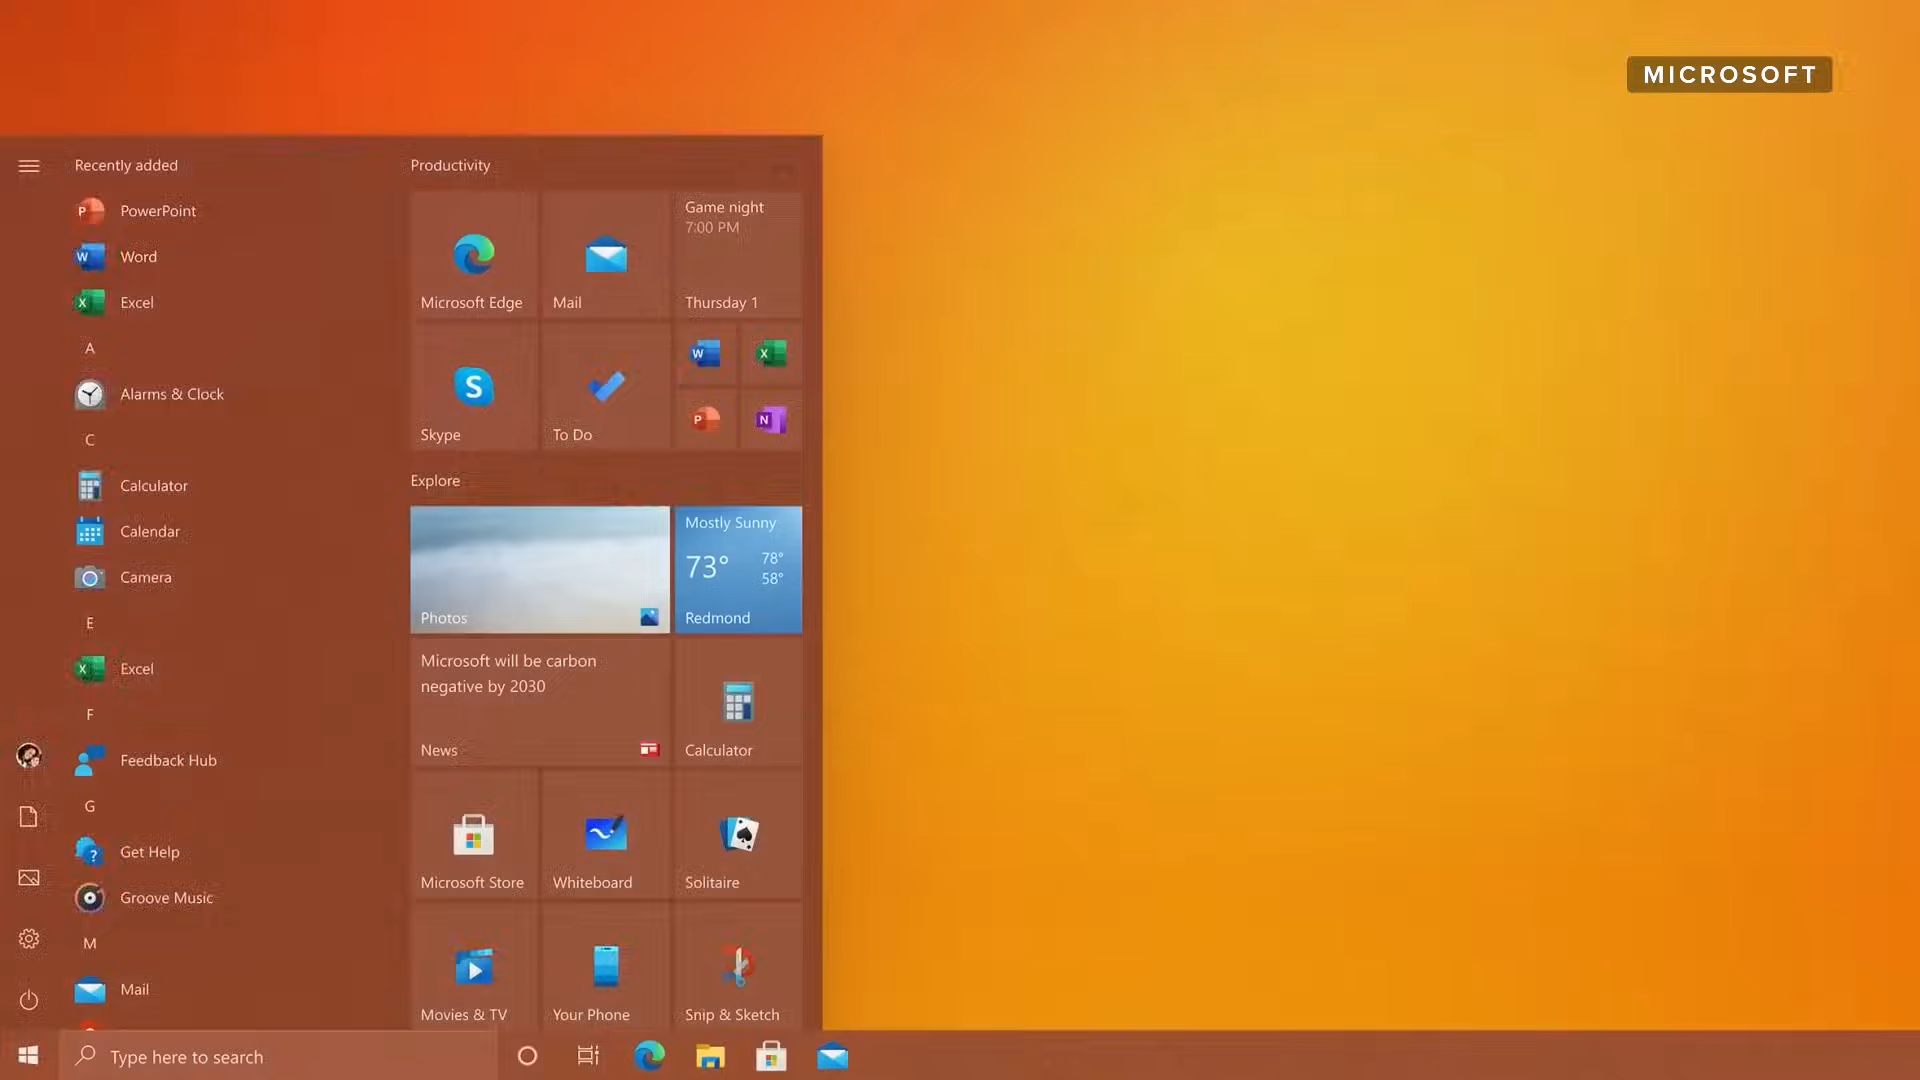 MICROSOFT
Recently added
PowerPoint
Word
Excel
A
Alarms & Clock
C
Calculator
Calendar
Camera
E
Excel
F
Feedback Hub
G
Get Help
Groove Music
M
Mail
Productivity
Microsoft Edge
Mail
Game night
7:00 PM
Thursday 1
Skype
To Do
Explore
Photos
Mostly Sunny
73° 78°
58°
Redmond
Microsoft will be carbon
negative by 2030
News
Calculator
Microsoft Store
Whiteboard
Solitaire
Movies & TV
Your Phone
Snip & Sketch
Type here to search